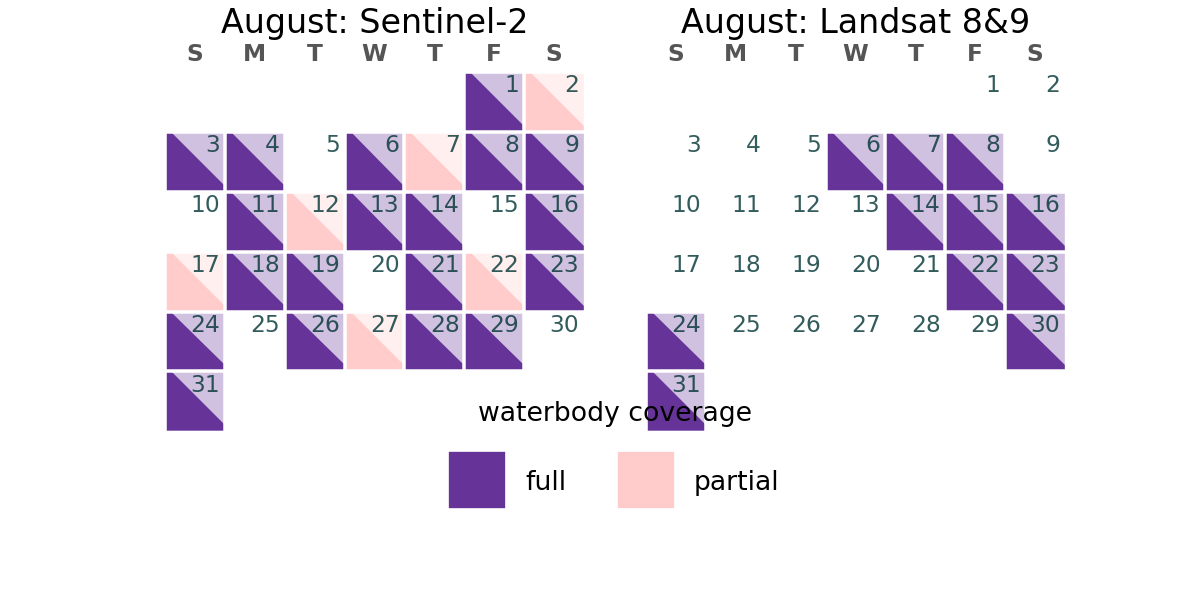 August: Sentinel-2
S M T W T F S
1 2
3 4 5 6 7 8 9
10 11 12 13 14 15 16
17 18 19 20 21 22 23
24 25 26 27 28 29 30
31
August: Landsat 8&9
S M T W T F S
1 2
3 4 5 6 7 8 9
10 11 12 13 14 15 16
17 18 19 20 21 22 23
24 25 26 27 28 29 30
31
waterbody coverage
full partial